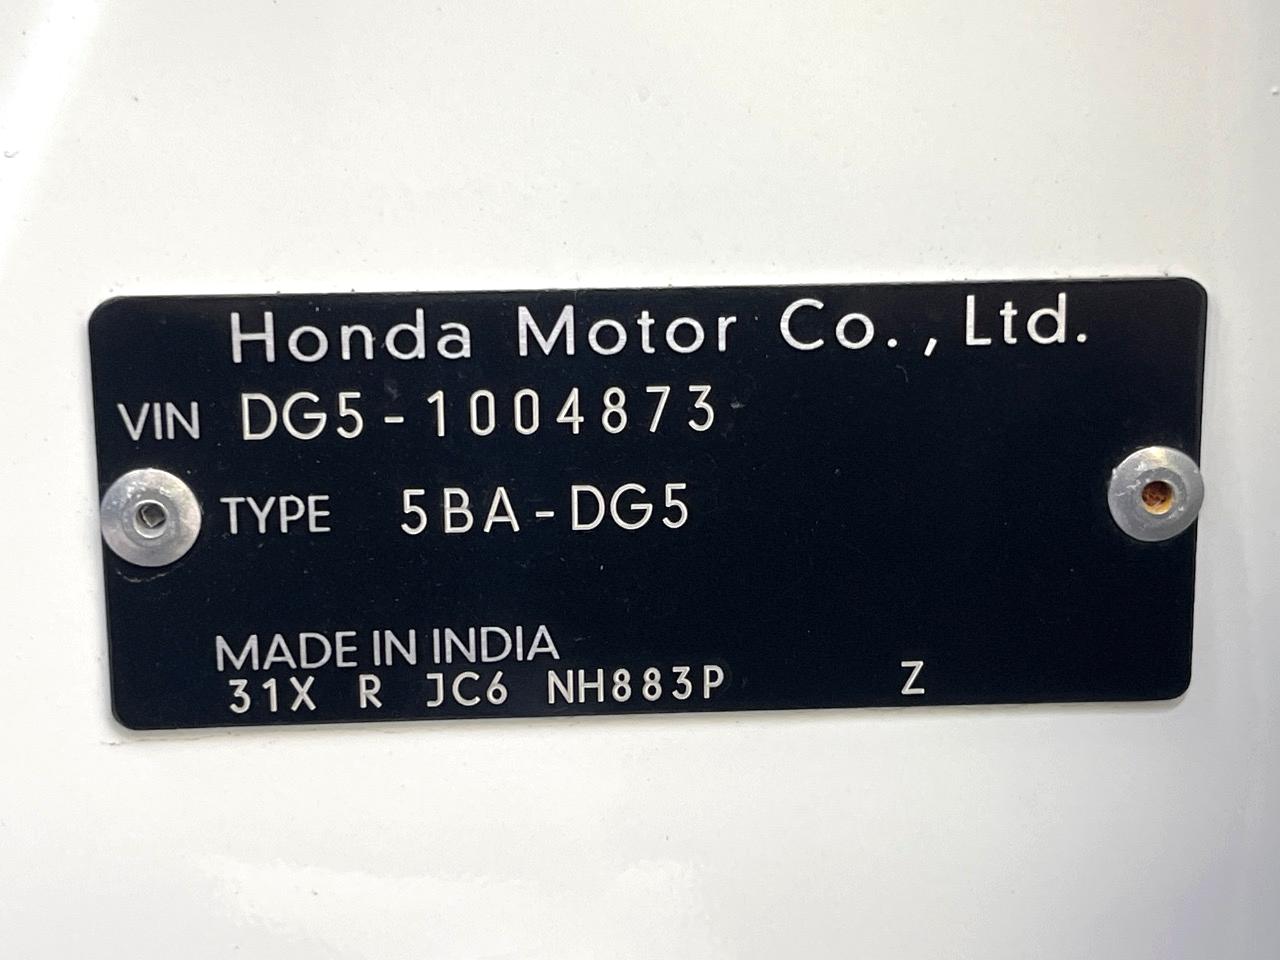 Honda Motor Co., Ltd.
VIN DG5-1004873
TYPE 5BA-DG5
MADE IN INDIA
31X R JC6 NH883P Z